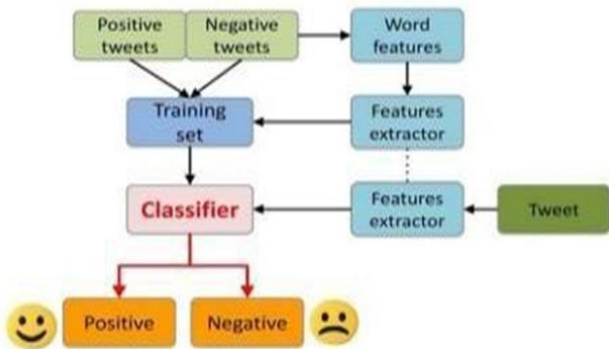 Positive
tweets
Negative
tweets
Word
features
Training
set
Features
extractor
Classifier
Features
extractor
Tweet
Positive
Negative